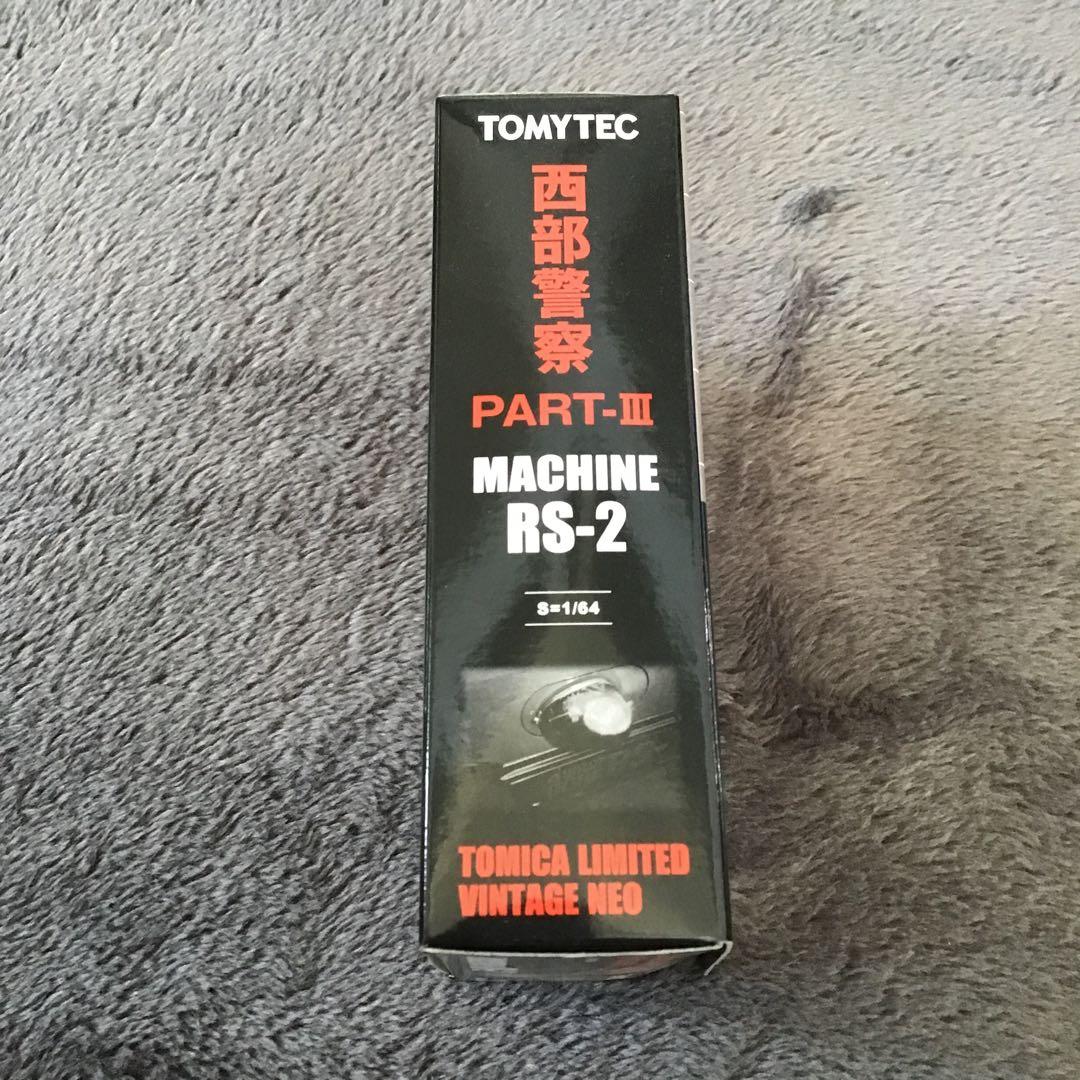 TOMYTEC
西部警察
PART-III
MACHINE
RS-2
S=1/64
TOMICA LIMITED
VINTAGE NEO